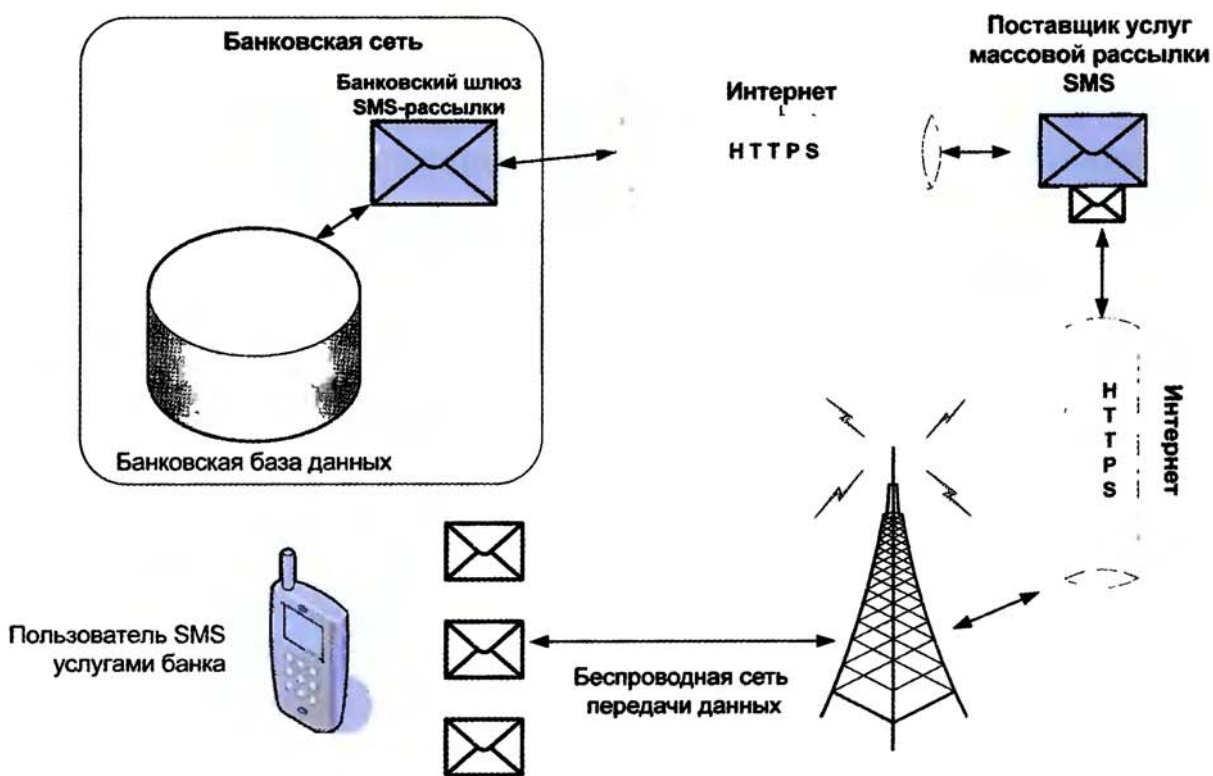 Банковская сеть
Банковский шлюз
SMS-рассылки
Банковская база данных
Интернет
HTTPS
Поставщик услуг
массовой рассылки
SMS
HTTPS
Интернет
Пользователь SMS
услугами банка
Беспроводная сеть
передачи данных